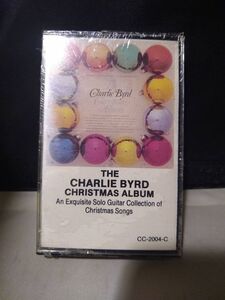 Charlie Byrd
THE
CHARLIE BYRD
CHRISTMAS ALBUM
An Exquisite Solo Guitar Collection of
Christmas Songs
CC-2004-C